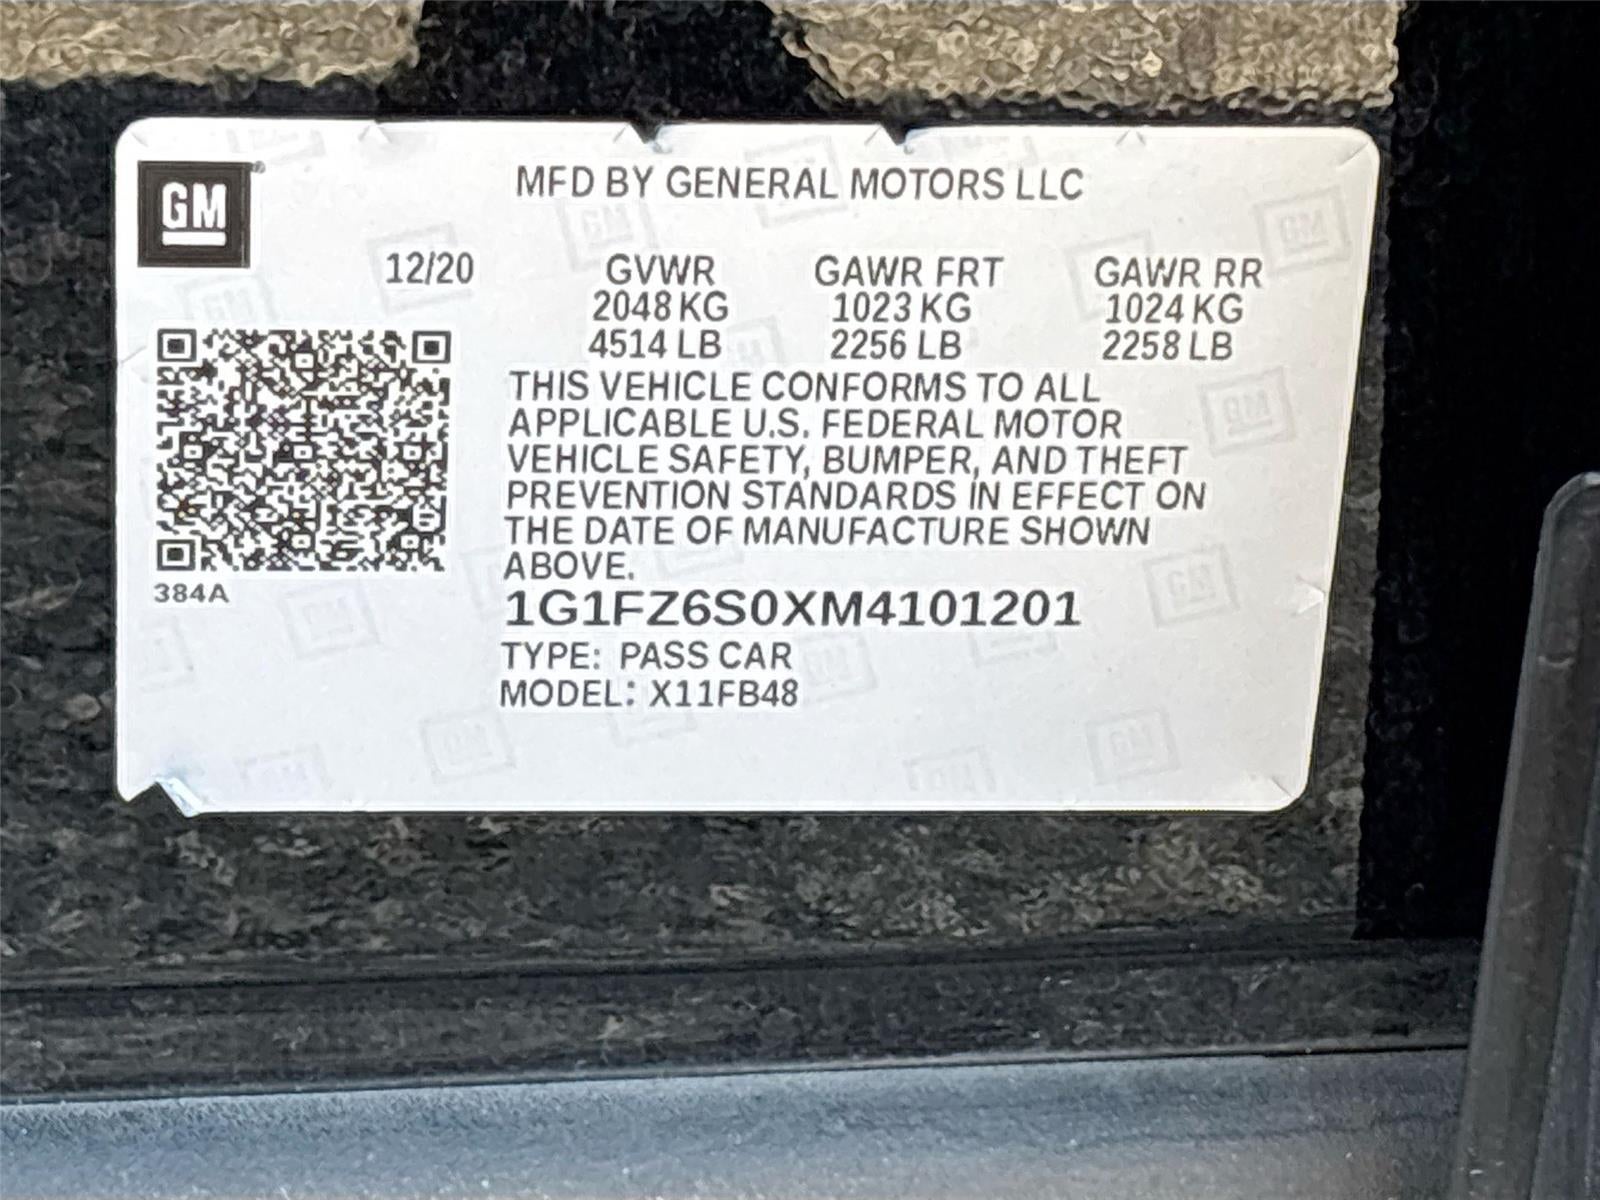 GM
MFD BY GENERAL MOTORS LLC
12/20 GVWR GAWR FRT GAWR RR
2048 KG 1023 KG 1024 KG
4514 LB 2256 LB 2258 LB
THIS VEHICLE CONFORMS TO ALL
APPLICABLE U.S. FEDERAL MOTOR
VEHICLE SAFETY, BUMPER, AND THEFT
PREVENTION STANDARDS IN EFFECT ON
THE DATE OF MANUFACTURE SHOWN
ABOVE.
384A
1G1FZ6S0XM4101201
TYPE: PASS CAR
MODEL: X11FB48